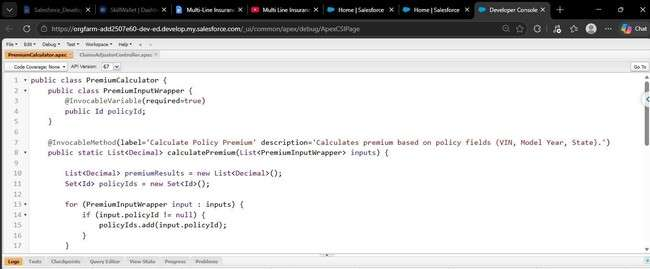 Salesforce_Develo
SkillWallet | Dashb
Multi-Line Insuran
Multi Line Insuran
Home | Salesforce
Home | Salesforce
Developer Console
https://orgfarm-add2507e60-dev-ed.develop.my.salesforce.com/_ui/common/apex/debug/ApexCSIPage
Chat
File Edit Debug Test Workspace Help < >
PremiumCalculator.apxc ClaimsAdjusterController.apxc
Code Coverage: None API Version: 67 Go To
1 public class PremiumCalculator {
2 public class PremiumInputWrapper {
3 @InvocableVariable(required=true)
4 public Id policyId;
5 }
6
7 @InvocableMethod(label='Calculate Policy Premium' description='Calculates premium based on policy fields (VIN, Model Year, State).')
8 public static List<Decimal> calculatePremium(List<PremiumInputWrapper> inputs) {
9
10 List<Decimal> premiumResults = new List<Decimal>();
11 Set<Id> policyIds = new Set<Id>();
12
13 for (PremiumInputWrapper input : inputs) {
14 if (input.policyId != null) {
15 policyIds.add(input.policyId);
16 }
17 }
Logs Tests Checkpoints Query Editor View State Progress Problems